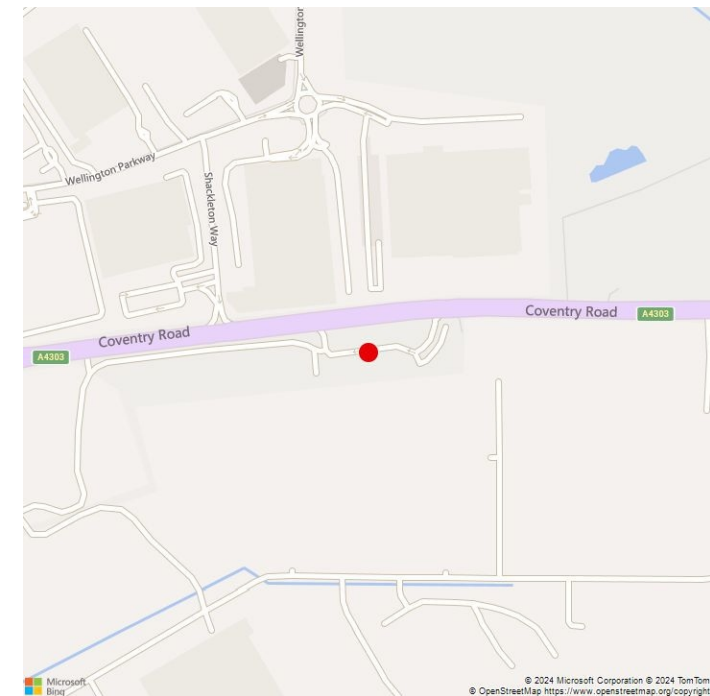 Wellington
Wellington Parkway
Shackleton Way
Coventry Road
A4303
Coventry Road
A4303
Microsoft
Bing
© 2024 Microsoft Corporation © 2024 TomTom
© OpenStreetMap https://www.openstreetmap.org/copyright